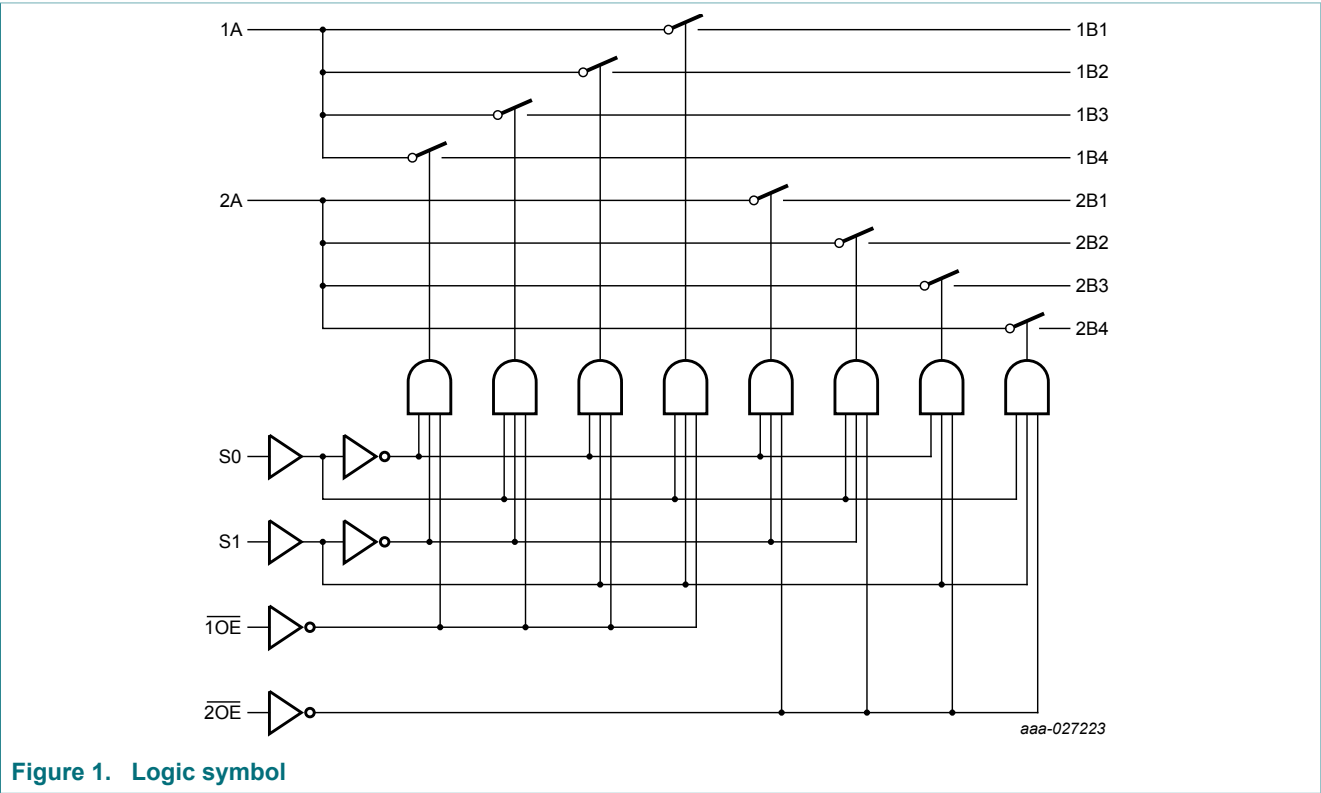 1A
1B1
1B2
1B3
1B4
2A
2B1
2B2
2B3
2B4
S0
S1
1OE
2OE
aaa-027223
Figure 1. Logic symbol